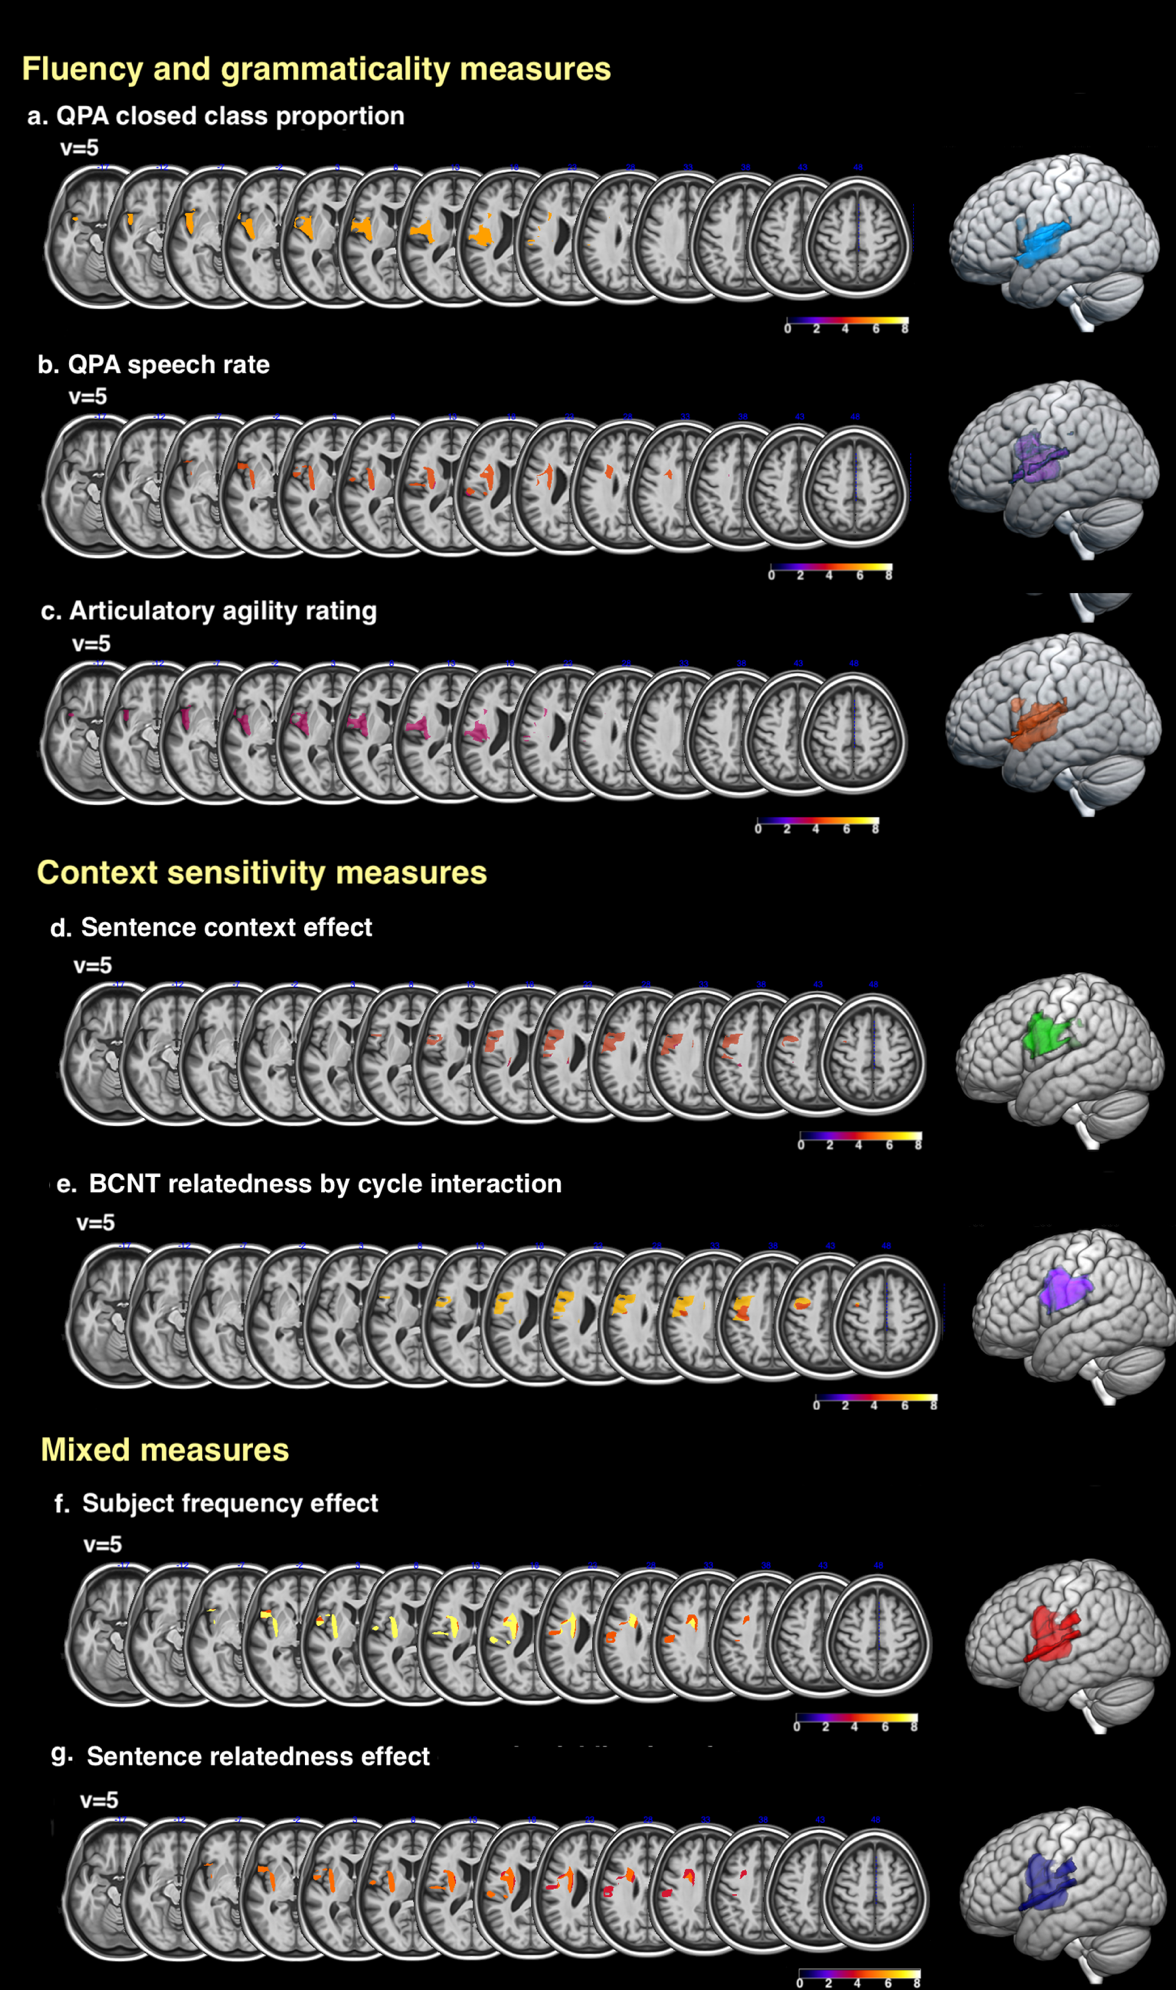 Fluency and grammaticality measures
a. QPA closed class proportion
v=5
0 2 4 6 8
b. QPA speech rate
v=5
0 2 4 6 8
c. Articulatory agility rating
v=5
0 2 4 6 8
Context sensitivity measures
d. Sentence context effect
v=5
0 2 4 6 8
e. BCNT relatedness by cycle interaction
v=5
0 2 4 6 8
Mixed measures
f. Subject frequency effect
v=5
0 2 4 6 8
g. Sentence relatedness effect
v=5
0 2 4 6 8